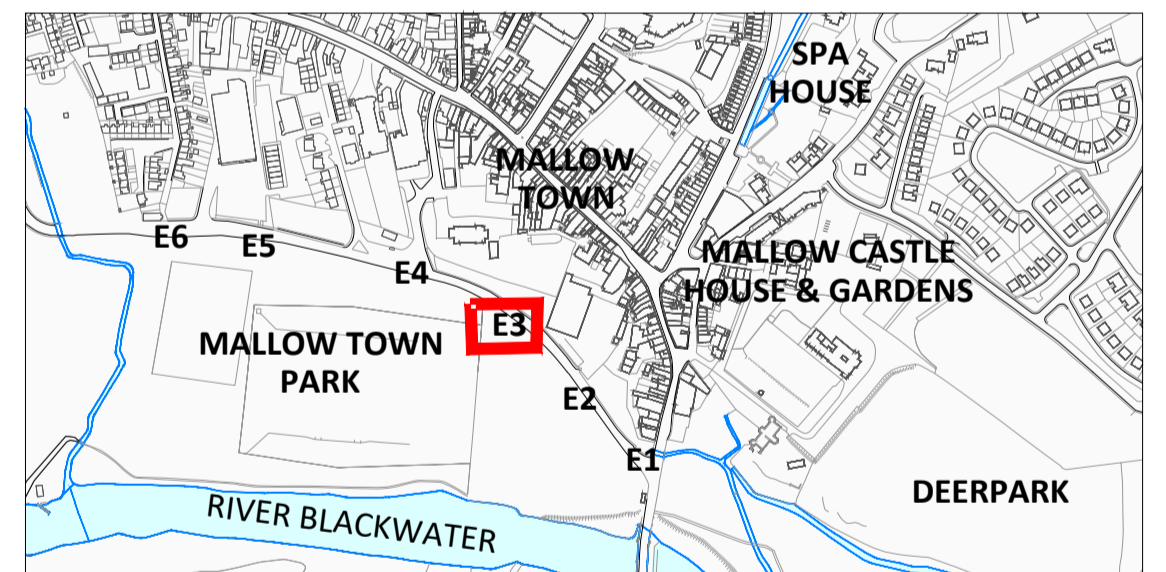 SPA
HOUSE
MALLOW
TOWN
E6
E5
E4
MALLOW CASTLE
HOUSE & GARDENS
E3
MALLOW TOWN
PARK
E2
E1
DEERPARK
RIVER BLACKWATER